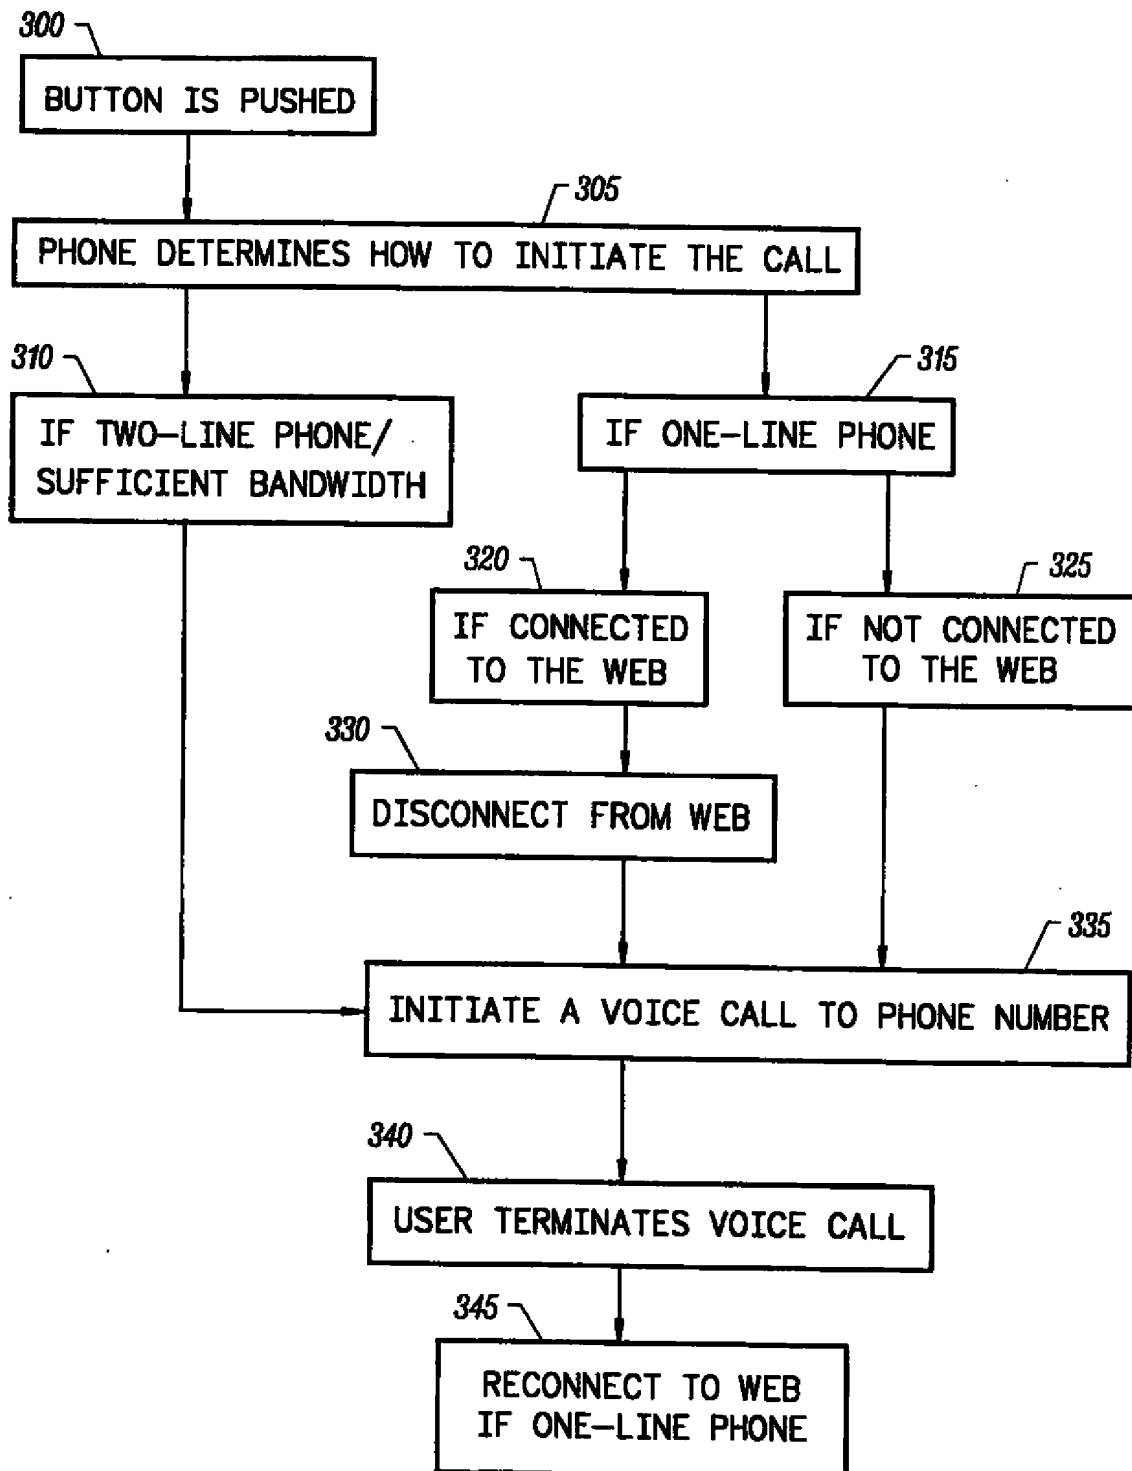 300
BUTTON IS PUSHED
305
PHONE DETERMINES HOW TO INITIATE THE CALL
310
IF TWO-LINE PHONE/
SUFFICIENT BANDWIDTH
315
IF ONE-LINE PHONE
320
IF CONNECTED
TO THE WEB
325
IF NOT CONNECTED
TO THE WEB
330
DISCONNECT FROM WEB
335
INITIATE A VOICE CALL TO PHONE NUMBER
340
USER TERMINATES VOICE CALL
345
RECONNECT TO WEB
IF ONE-LINE PHONE